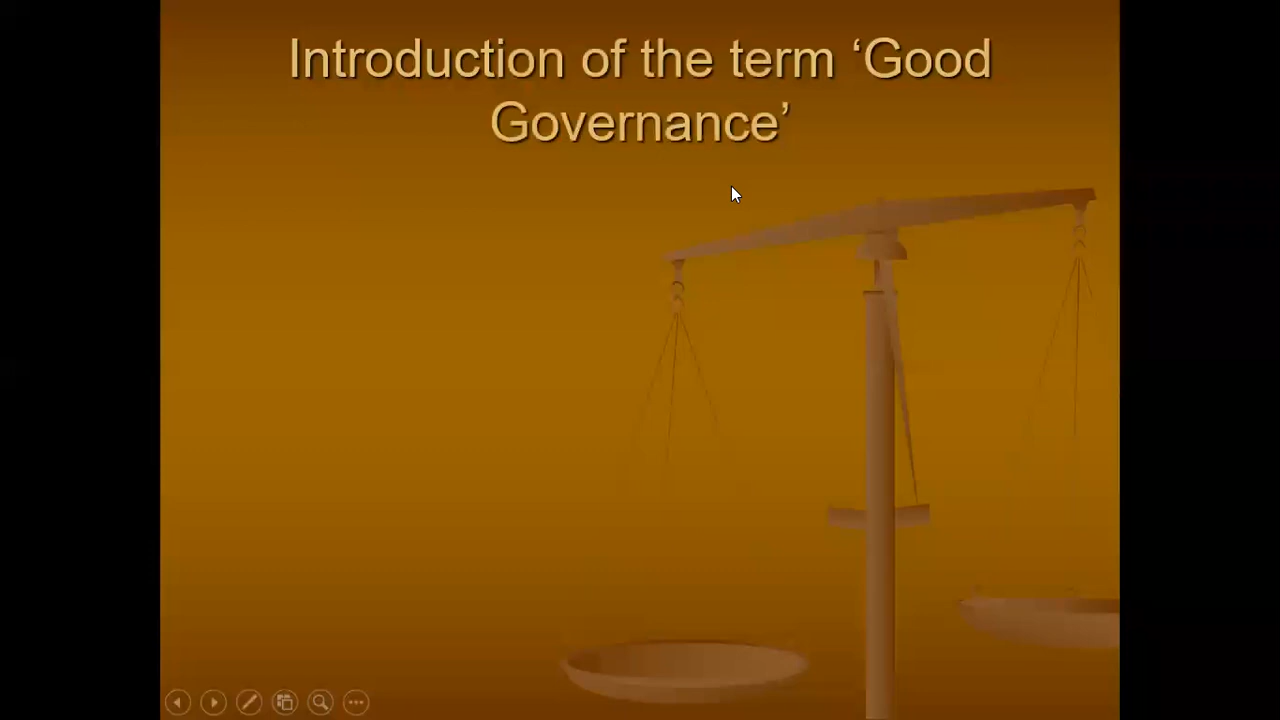 Introduction of the term ‘Good
Governance’